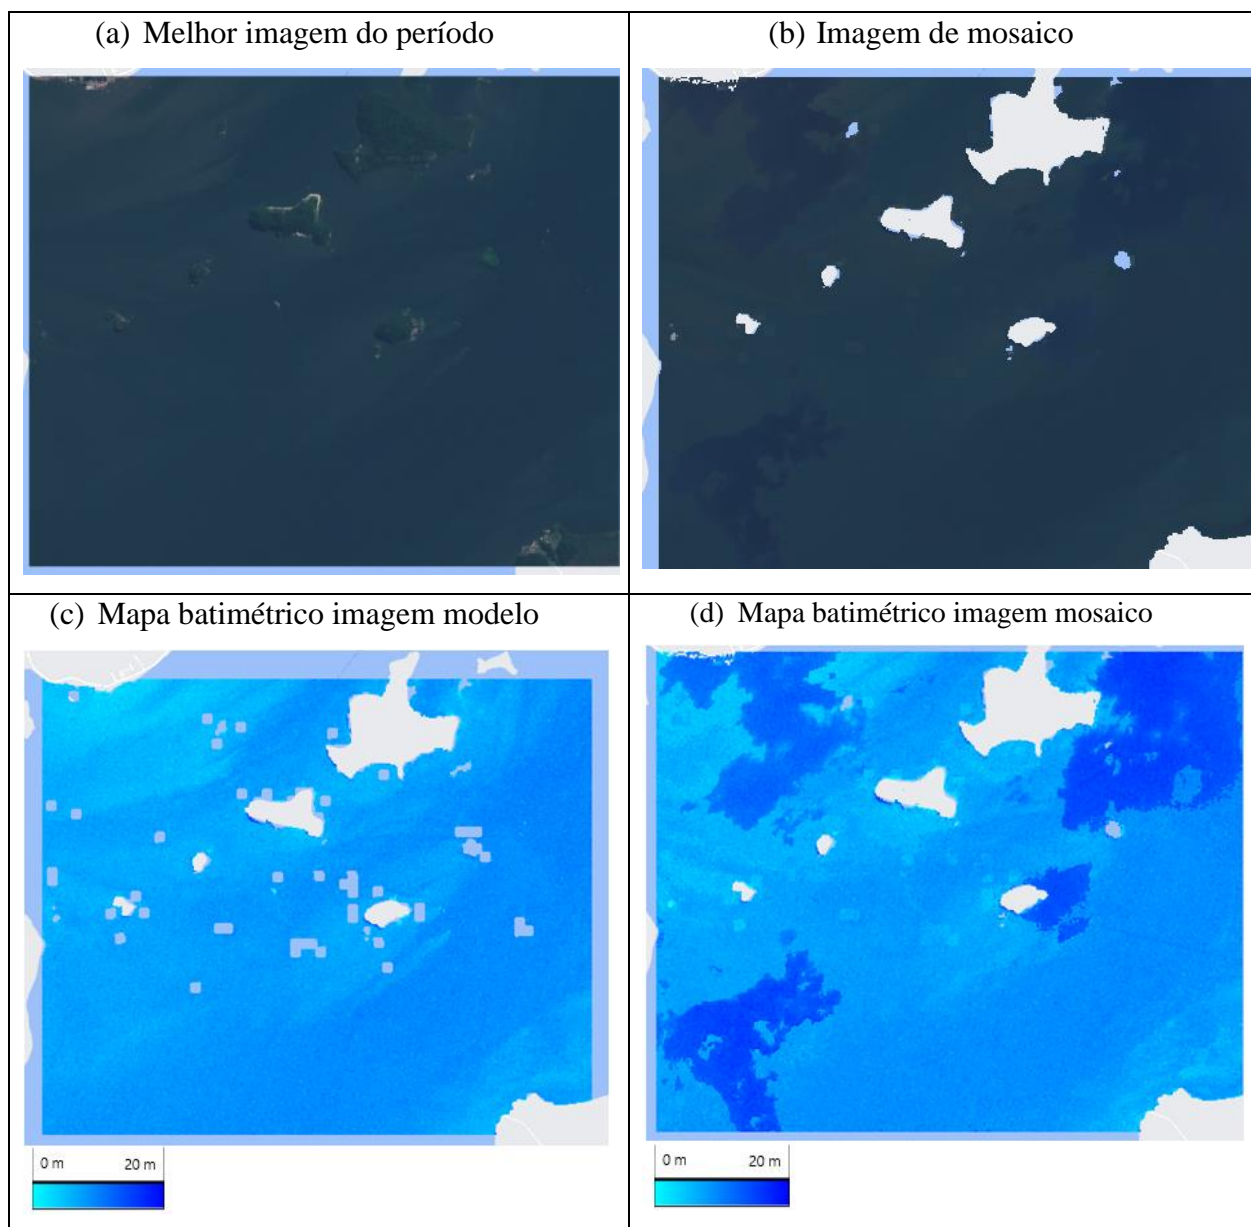 (a) Melhor imagem do período
(b) Imagem de mosaico
(c) Mapa batimétrico imagem modelo
(d) Mapa batimétrico imagem mosaico
0 m 20 m
0 m 20 m